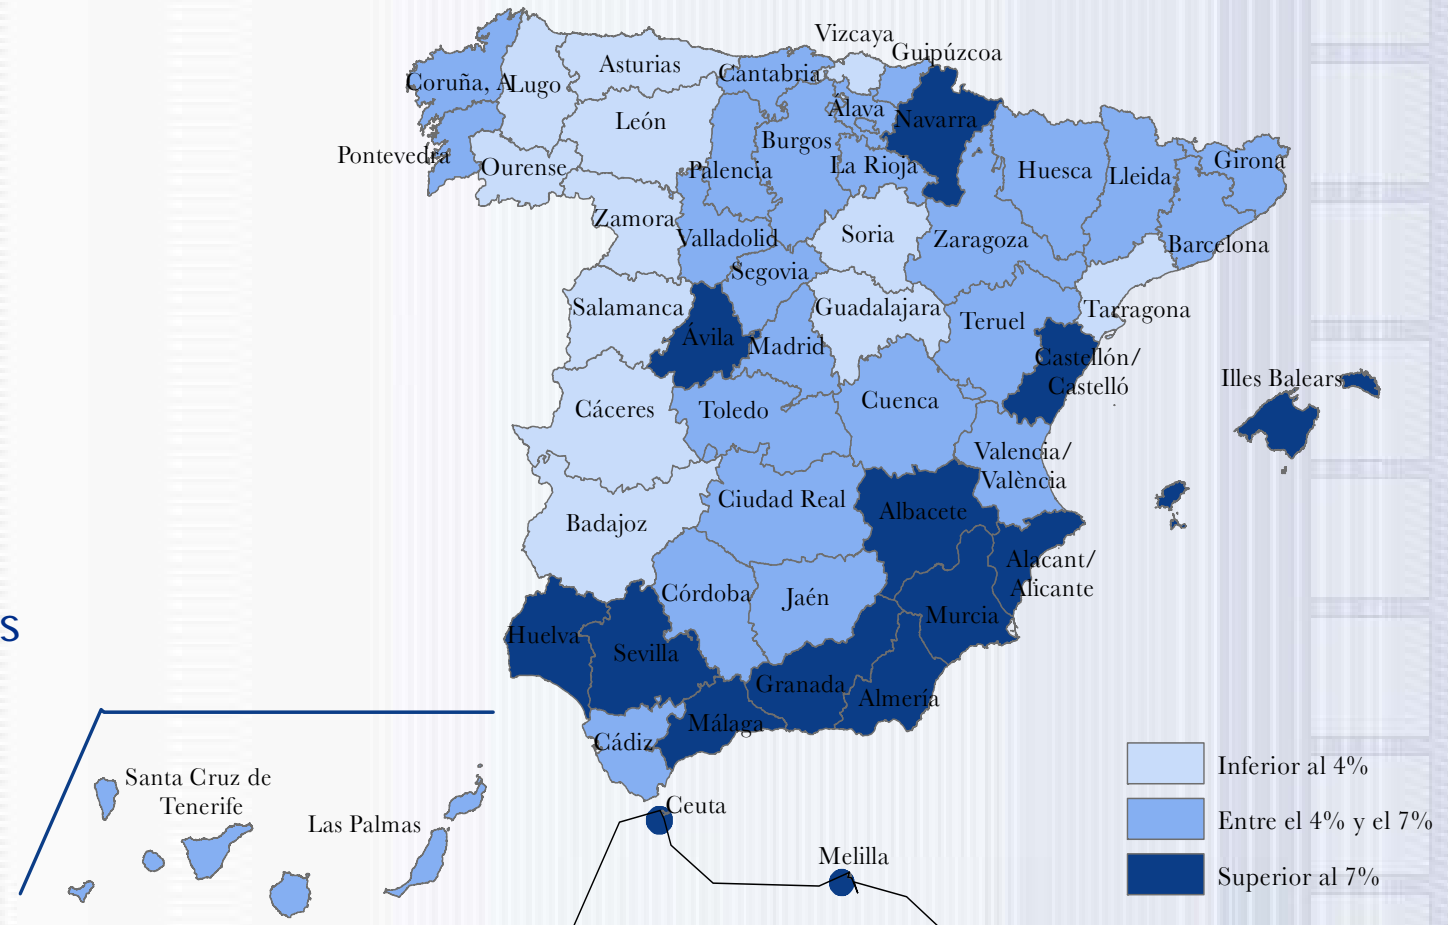 Vizcaya
Guipúzcoa
Asturias
Cantabria
Coruña, A
Lugo
Álava
León
Navarra
Burgos
Pontevedra
Ourense
Palencia
La Rioja
Huesca
Lleida
Girona
Zamora
Valladolid
Soria
Zaragoza
Barcelona
Segovia
Salamanca
Guadalajara
Tarragona
Teruel
Ávila
Madrid
Castellón/
Castelló
Illes Balears
Cáceres
Toledo
Cuenca
Valencia/
València
Ciudad Real
Badajoz
Albacete
Alacant/
Alicante
Córdoba
Jaén
Murcia
s
Huelva
Sevilla
Granada
Almería
Málaga
Cádiz
Santa Cruz de
Tenerife
Las Palmas
Ceuta
Melilla
Inferior al 4%
Entre el 4% y el 7%
Superior al 7%